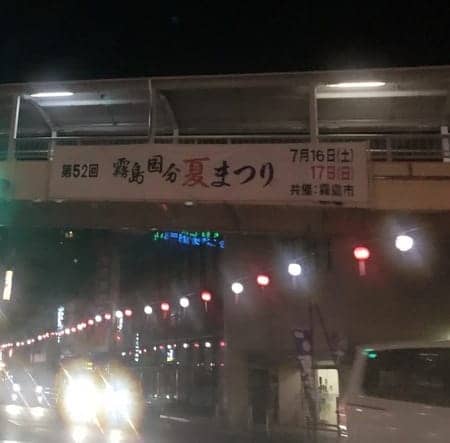 第52回 霧島国分夏まつり
7月16日(土)
17日(日)
共催:霧島市